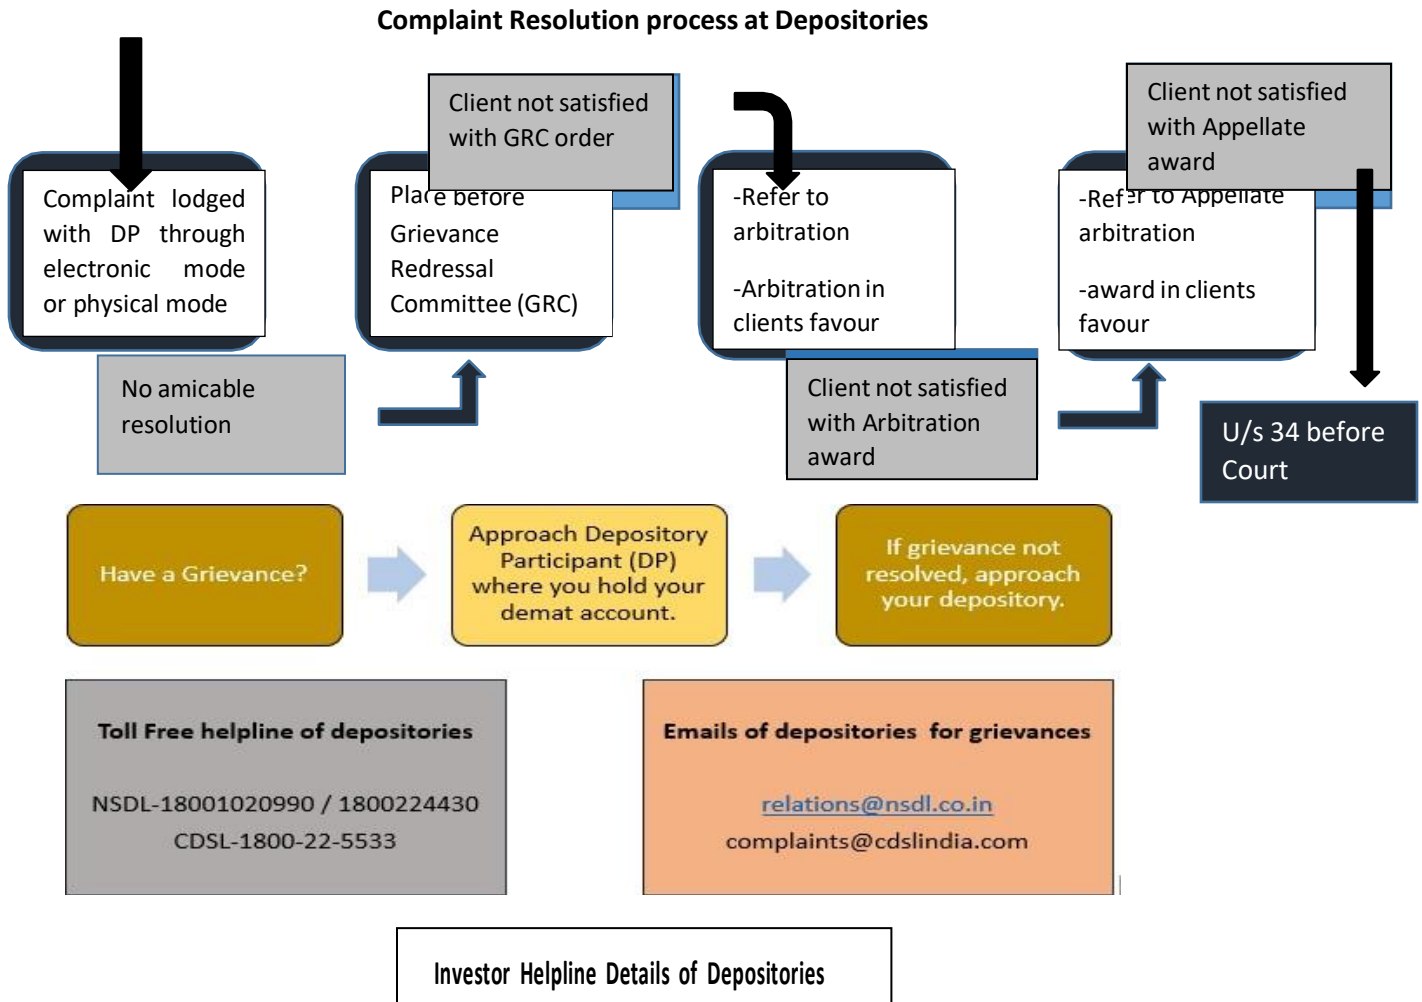 Complaint Resolution process at Depositories
Complaint lodged
with DP through
electronic mode
or physical mode
No amicable
resolution
Place before
Grievance
Redressal
Committee (GRC)
Client not satisfied
with GRC order
-Refer to
arbitration
-Arbitration in
clients favour
Client not satisfied
with Arbitration
award
-Refer to Appellate
arbitration
-award in clients
favour
Client not satisfied
with Appellate
award
U/s 34 before
Court
Have a Grievance?
Approach Depository
Participant (DP)
where you hold your
demat account.
If grievance not
resolved, approach
your depository.
Toll Free helpline of depositories
NSDL-18001020990 / 1800224430
CDSL-1800-22-5533
Emails of depositories for grievances
relations@nsdl.co.in
complaints@cdslindia.com
Investor Helpline Details of Depositories